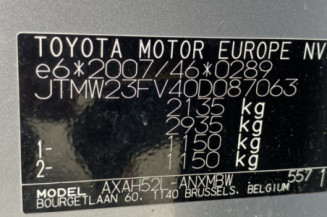 TOYOTA MOTOR EUROPE NV
e6*2007/46*0289
JTMW23FV40D087063
2135 kg
2935 kg
1- 1150 kg
2- 1150 kg
MODEL AXAH52L-ANXMBW 557 1
BOURGETLAAN 60, 1140 BRUSSELS, BELGIUM